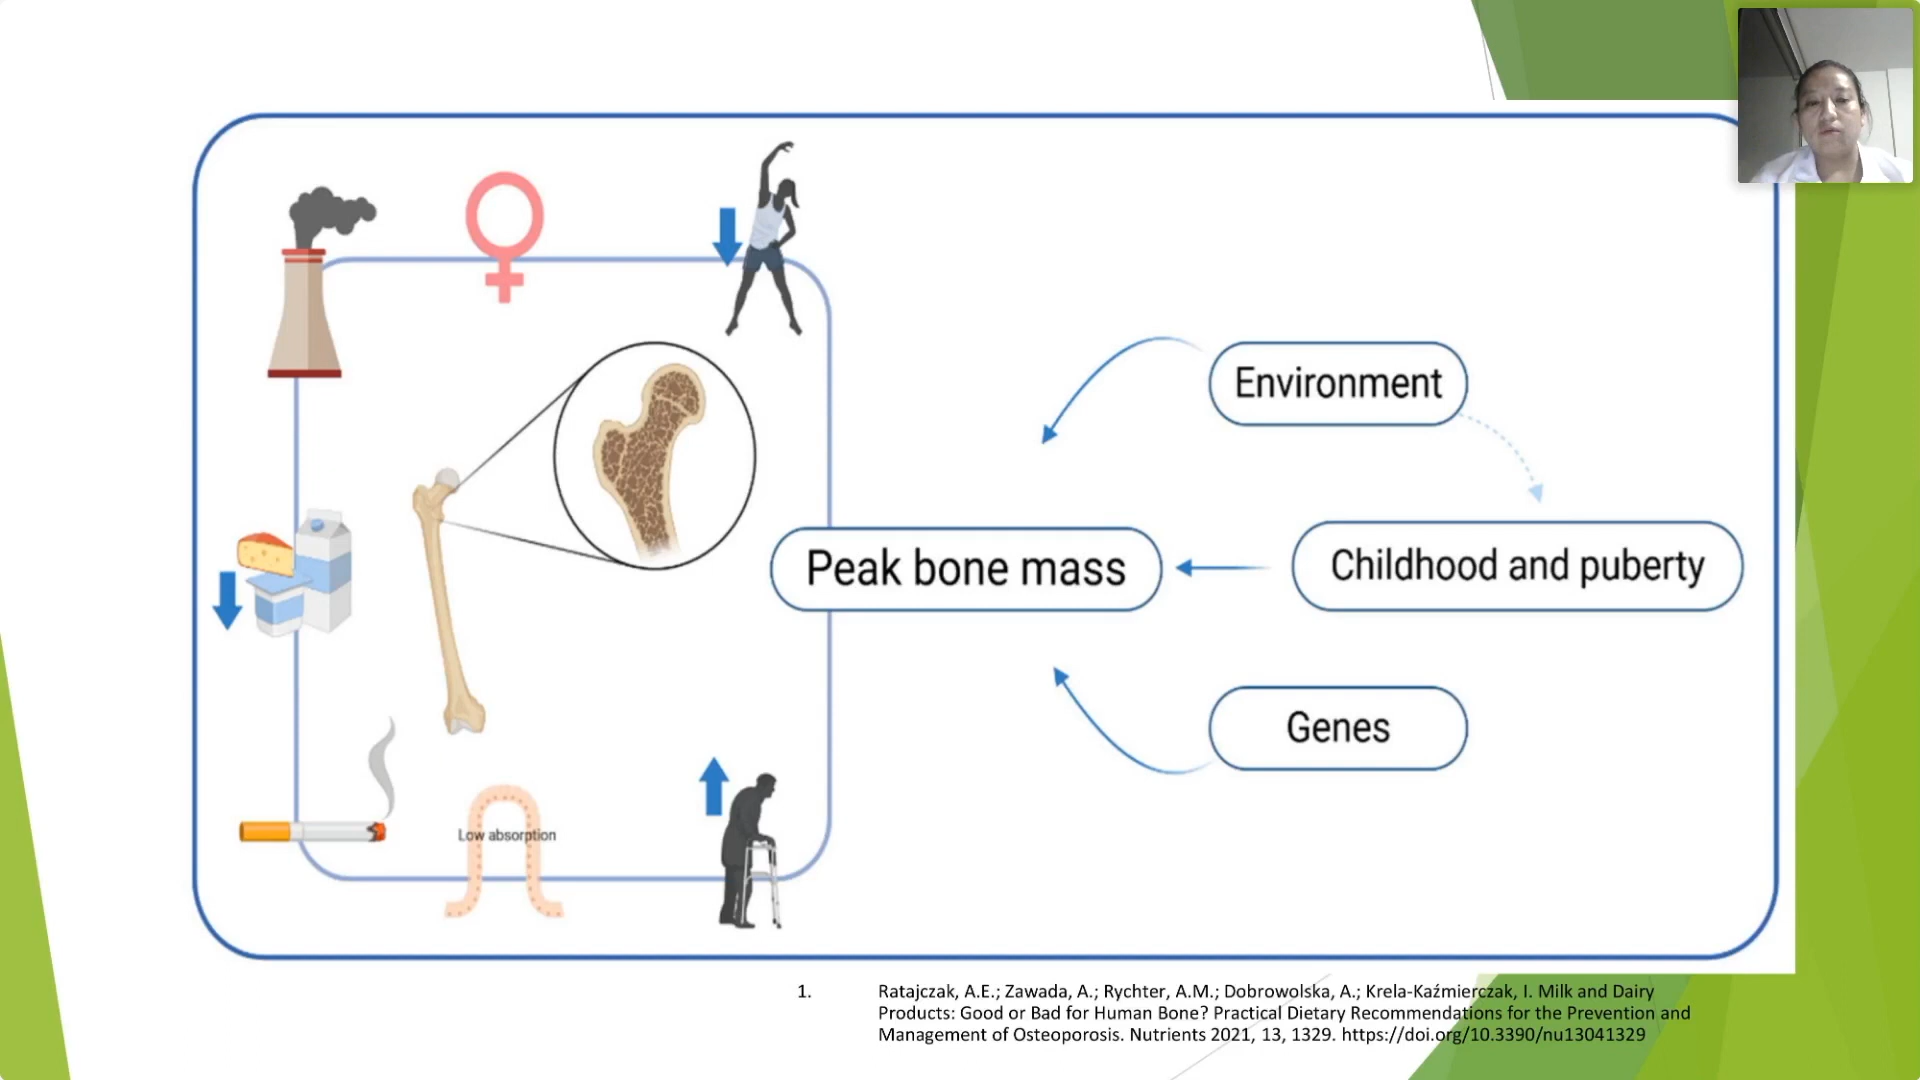 Environment
Peak bone mass
Childhood and puberty
Genes
Low absorption
1. Ratajczak, A.E.; Zawada, A.; Rychter, A.M.; Dobrowolska, A.; Krela-Kaźmierczak, I. Milk and Dairy
Products: Good or Bad for Human Bone? Practical Dietary Recommendations for the Prevention and
Management of Osteoporosis. Nutrients 2021, 13, 1329. https://doi.org/10.3390/nu13041329